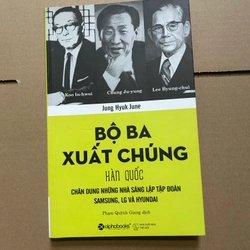 Koo In-hwoi
Chung Ju-yung
Lee Byung-chul
Jung Hyuk June
BỘ BA
XUẤT CHÚNG
HÀN QUỐC
CHÂN DUNG NHỮNG NHÀ SÁNG LẬP TẬP ĐOÀN
SAMSUNG, LG VÀ HYUNDAI
Phạm Quỳnh Giang dịch
alphabooks